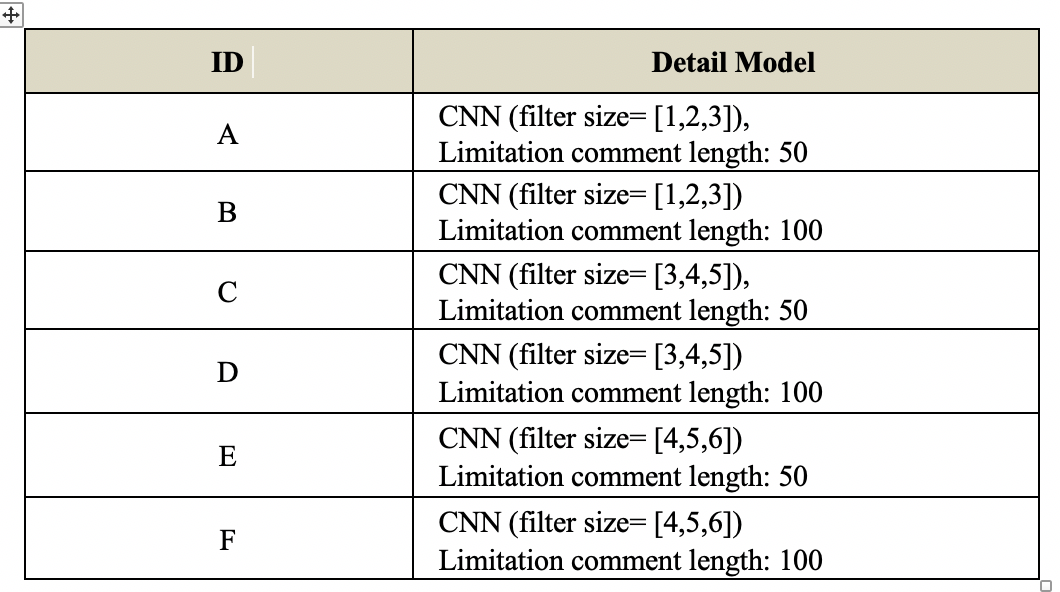 ID
Detail Model
A
CNN (filter size= [1,2,3]),
Limitation comment length: 50
B
CNN (filter size= [1,2,3])
Limitation comment length: 100
C
CNN (filter size= [3,4,5]),
Limitation comment length: 50
D
CNN (filter size= [3,4,5])
Limitation comment length: 100
E
CNN (filter size= [4,5,6])
Limitation comment length: 50
F
CNN (filter size= [4,5,6])
Limitation comment length: 100